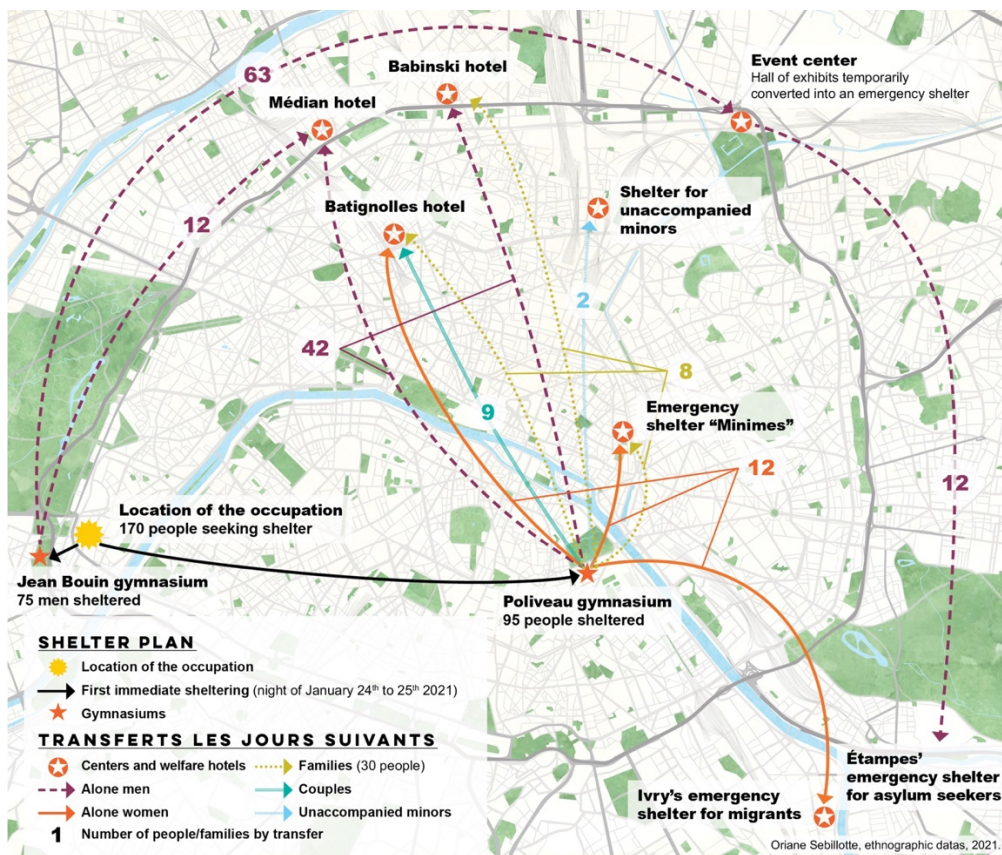 63
Babinski hotel
Médian hotel
Event center
Hall of exhibits temporarily
converted into an emergency shelter
12
Batignolles hotel
Shelter for
unaccompanied
minors
2
42
8
9
Emergency
shelter “Minimes”
12
12
Location of the occupation
170 people seeking shelter
Jean Bouin gymnasium
75 men sheltered
Poliveau gymnasium
95 people sheltered
SHELTER PLAN
Location of the occupation
First immediate sheltering (night of January 24th to 25th 2021)
Gymnasiums
TRANSFERTS LES JOURS SUIVANTS
Centers and welfare hotels
Families (30 people)
Alone men
Couples
Alone women
Unaccompanied minors
1 Number of people/families by transfer
Ivry's emergency
shelter for migrants
Étampes'
emergency shelter
for asylum seekers
Oriane Sebillotte, ethnographic datas, 2021.